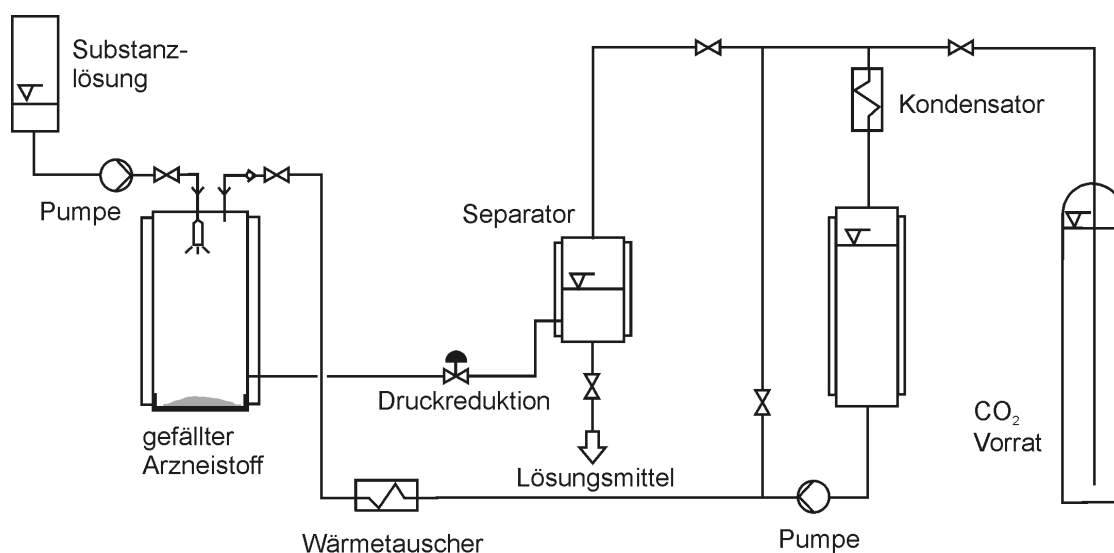 Substanz-
lösung
Pumpe
Kondensator
Separator
Druckreduktion
gefällter
Arzneistoff
CO₂
Vorrat
Lösungsmittel
Wärmetauscher
Pumpe